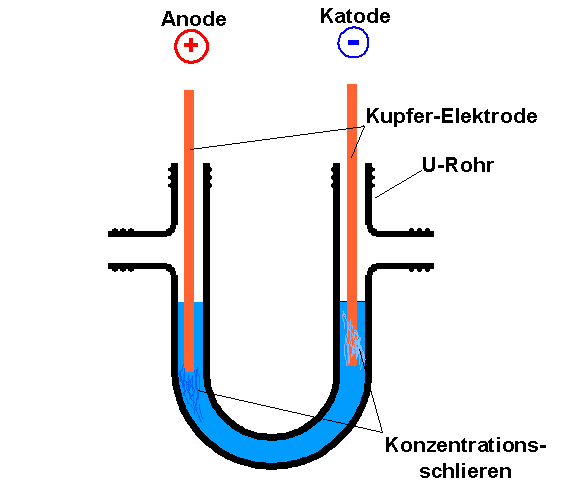 Anode
Katode
+
-
Kupfer-Elektrode
U-Rohr
Konzentrations-
schlieren